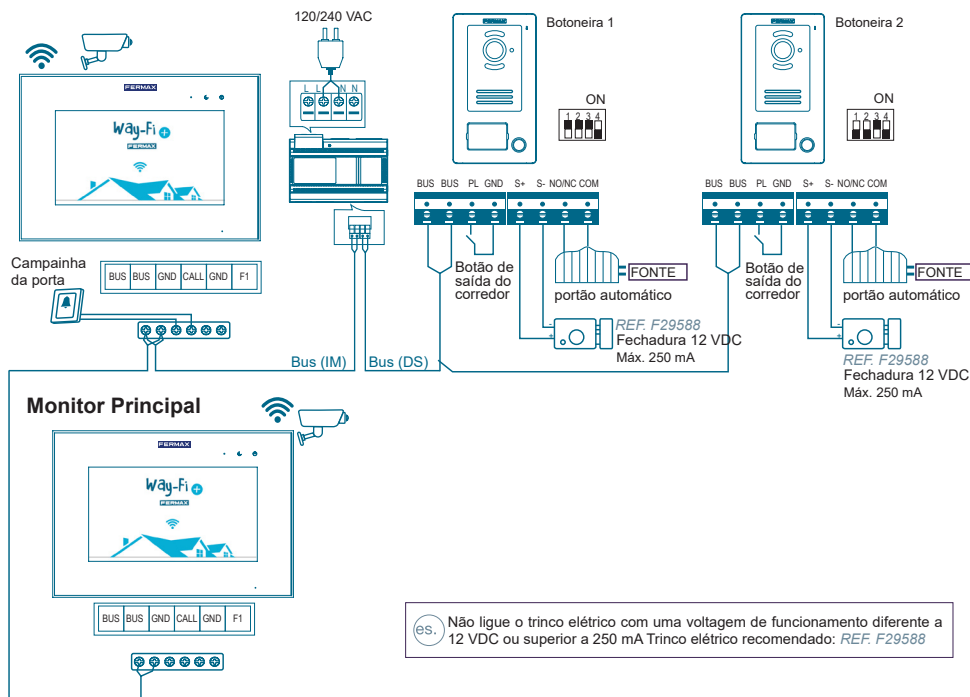 120/240 VAC
L L N N
FERMAX
Way-Fi +
FERMAX
Campainha
da porta
BUS BUS GND CALL GND F1
Bus (IM)
Bus (DS)
Botoneira 1
FERMAX
ON
1 2 3 4
BUS BUS PL GND S+ S- NO/NC COM
Botão de
saída do
corredor
FONTE
portão automático
-
+
REF. F29588
Fechadura 12 VDC
Máx. 250 mA
Botoneira 2
FERMAX
ON
1 2 3 4
BUS BUS PL GND S+ S- NO/NC COM
Botão de
saída do
corredor
FONTE
portão automático
-
+
REF. F29588
Fechadura 12 VDC
Máx. 250 mA
Monitor Principal
FERMAX
Way-Fi +
FERMAX
BUS BUS GND CALL GND F1
es.
Não ligue o trinco elétrico com uma voltagem de funcionamento diferente a
12 VDC ou superior a 250 mA Trinco elétrico recomendado: REF. F29588